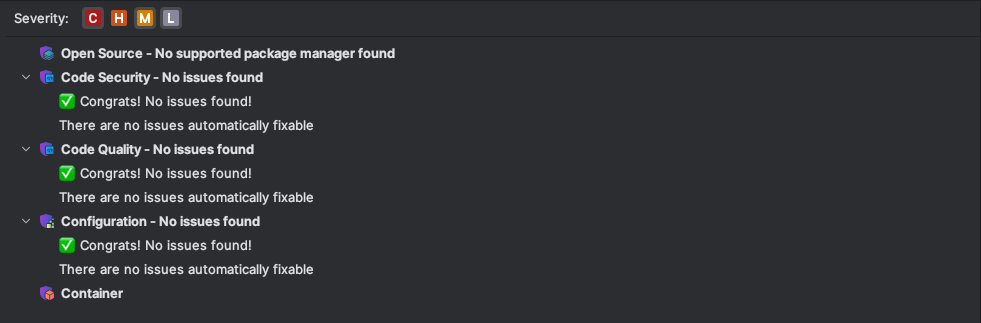 Severity: C H M L
Open Source - No supported package manager found
Code Security - No issues found
✅ Congrats! No issues found!
There are no issues automatically fixable
Code Quality - No issues found
✅ Congrats! No issues found!
There are no issues automatically fixable
Configuration - No issues found
✅ Congrats! No issues found!
There are no issues automatically fixable
Container